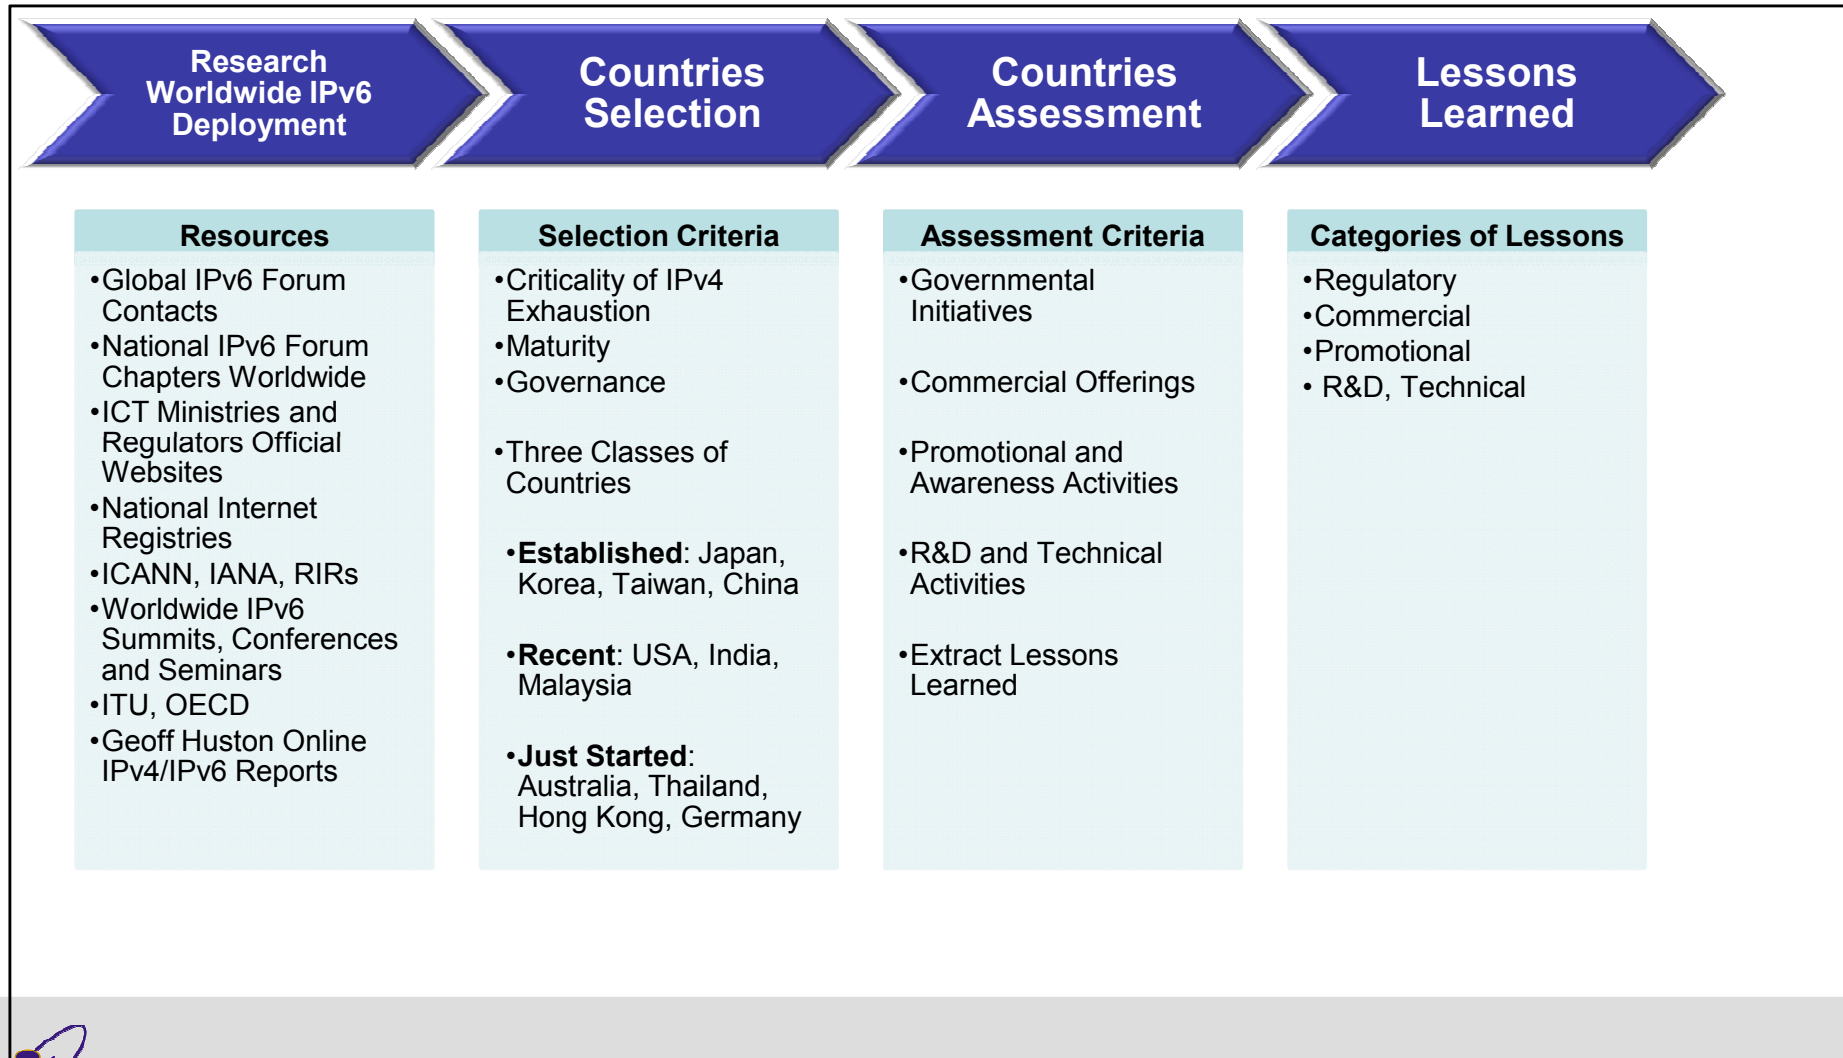 Research
Worldwide IPv6
Deployment
Countries
Selection
Countries
Assessment
Lessons
Learned
Resources
•Global IPv6 Forum
Contacts
•National IPv6 Forum
Chapters Worldwide
•ICT Ministries and
Regulators Official
Websites
•National Internet
Registries
•ICANN, IANA, RIRs
•Worldwide IPv6
Summits, Conferences
and Seminars
•ITU, OECD
•Geoff Huston Online
IPv4/IPv6 Reports
Selection Criteria
•Criticality of IPv4
Exhaustion
•Maturity
•Governance
•Three Classes of
Countries
•Established: Japan,
Korea, Taiwan, China
•Recent: USA, India,
Malaysia
•Just Started:
Australia, Thailand,
Hong Kong, Germany
Assessment Criteria
•Governmental
Initiatives
•Commercial Offerings
•Promotional and
Awareness Activities
•R&D and Technical
Activities
•Extract Lessons
Learned
Categories of Lessons
•Regulatory
•Commercial
•Promotional
• R&D, Technical